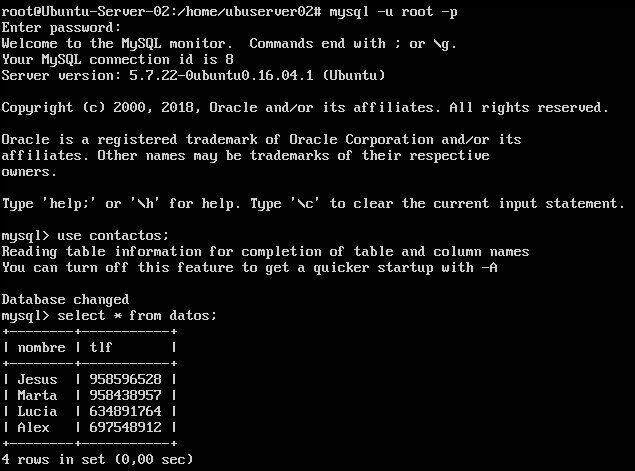 root@Ubuntu-Server-02:/home/ubuserver02# mysql -u root -p
Enter password:
Welcome to the MySQL monitor.  Commands end with ; or \g.
Your MySQL connection id is 8
Server version: 5.7.22-0ubuntu0.16.04.1 (Ubuntu)

Copyright (c) 2000, 2018, Oracle and/or its affiliates. All rights reserved.

Oracle is a registered trademark of Oracle Corporation and/or its
affiliates. Other names may be trademarks of their respective
owners.

Type 'help;' or '\h' for help. Type '\c' to clear the current input statement.

mysql> use contactos;
Reading table information for completion of table and column names
You can turn off this feature to get a quicker startup with -A

Database changed
mysql> select * from datos;
+--------+-----------+
| nombre | tlf       |
+--------+-----------+
| Jesus  | 958596528 |
| Marta  | 958438957 |
| Lucia  | 634891764 |
| Alex   | 697548912 |
+--------+-----------+
4 rows in set (0,00 sec)